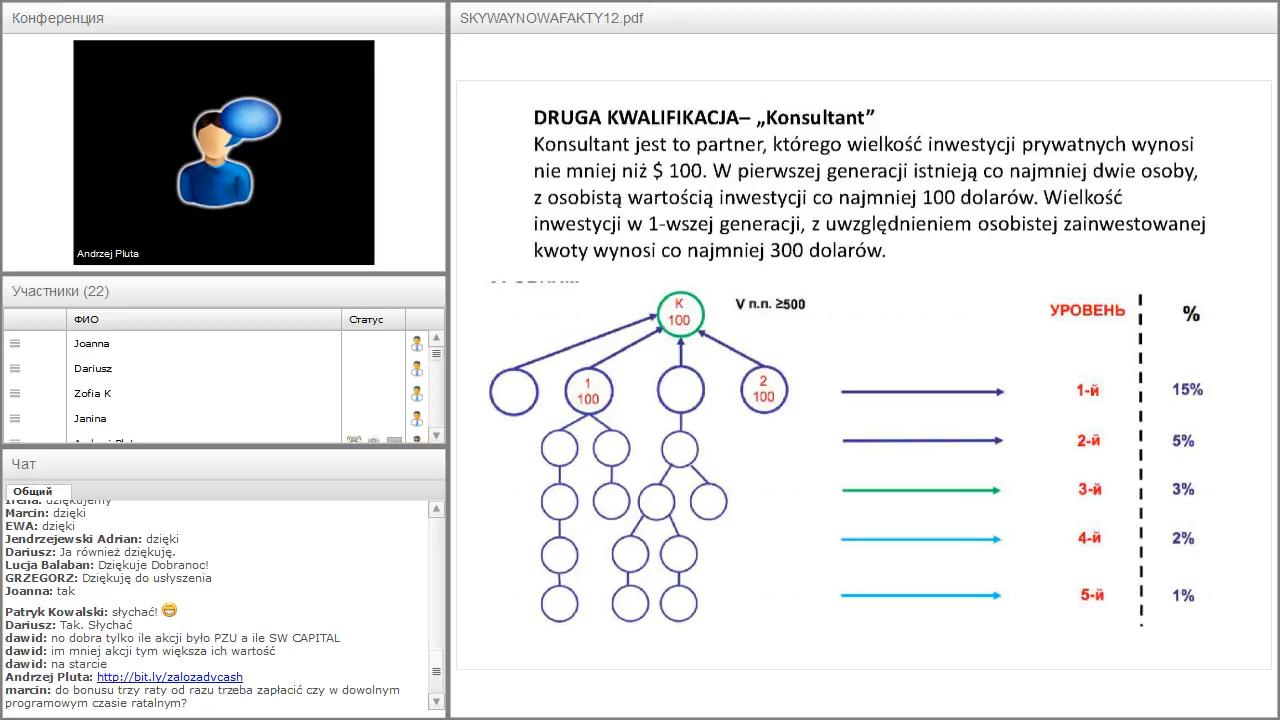 Конференция
Andrzej Pluta
Участники (22)
ФИО Статус
Joanna
Dariusz
Zofia K
Janina
Чат
Общий
Marcin: dzięki
EWA: dzięki
Jendrzejewski Adrian: dzięki
Dariusz: Ja również dziękuję.
Lucja Balaban: Dziękuje Dobranoc!
GRZEGORZ: Dziękuję do usłyszenia
Joanna: tak
Patryk Kowalski: słychać!
Dariusz: Tak. Słychać
dawid: no dobra tylko ile akcji było PZU a ile SW CAPITAL
dawid: im mniej akcji tym większa ich wartość
dawid: na starcie
Andrzej Pluta: http://bit.ly/zalozadvcash
marcin: do bonusu trzy raty od razu trzeba zapłacić czy w dowolnym
programowym czasie ratalnym?
SKYWAYNOWAFAKTY12.pdf
DRUGA KWALIFIKACJA– „Konsultant”
Konsultant jest to partner, którego wielkość inwestycji prywatnych wynosi
nie mniej niż $ 100. W pierwszej generacji istnieją co najmniej dwie osoby,
z osobistą wartością inwestycji co najmniej 100 dolarów. Wielkość
inwestycji w 1-wszej generacji, z uwzględnieniem osobistej zainwestowanej
kwoty wynosi co najmniej 300 dolarów.
К
100
V п.п. ≥500
УРОВЕНЬ %
1
100
2
100
1-й 15%
2-й 5%
3-й 3%
4-й 2%
5-й 1%